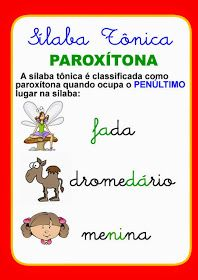 Sílaba Tônica
PAROXÍTONA
A sílaba tônica é classificada como
paroxítona quando ocupa o PENÚLTIMO
lugar na sílaba:
fada
dromedário
menina